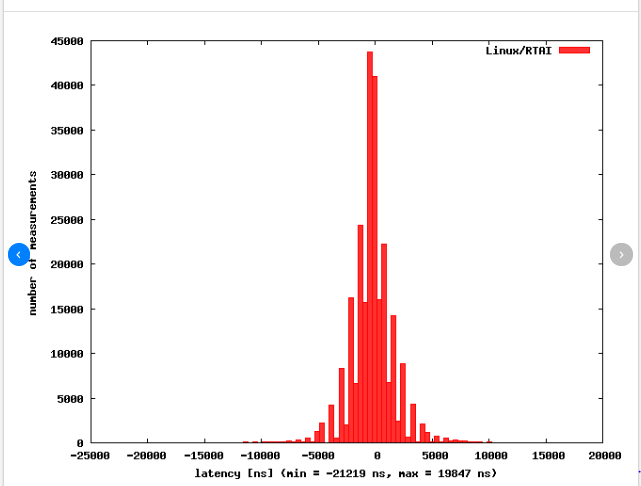 45000
40000
35000
30000
25000
20000
15000
10000
5000
0
number of measurements
Linux/RTAI
-25000 -20000 -15000 -10000 -5000 0 5000 10000 15000 20000
latency [ns] (min = -21219 ns, max = 19847 ns)